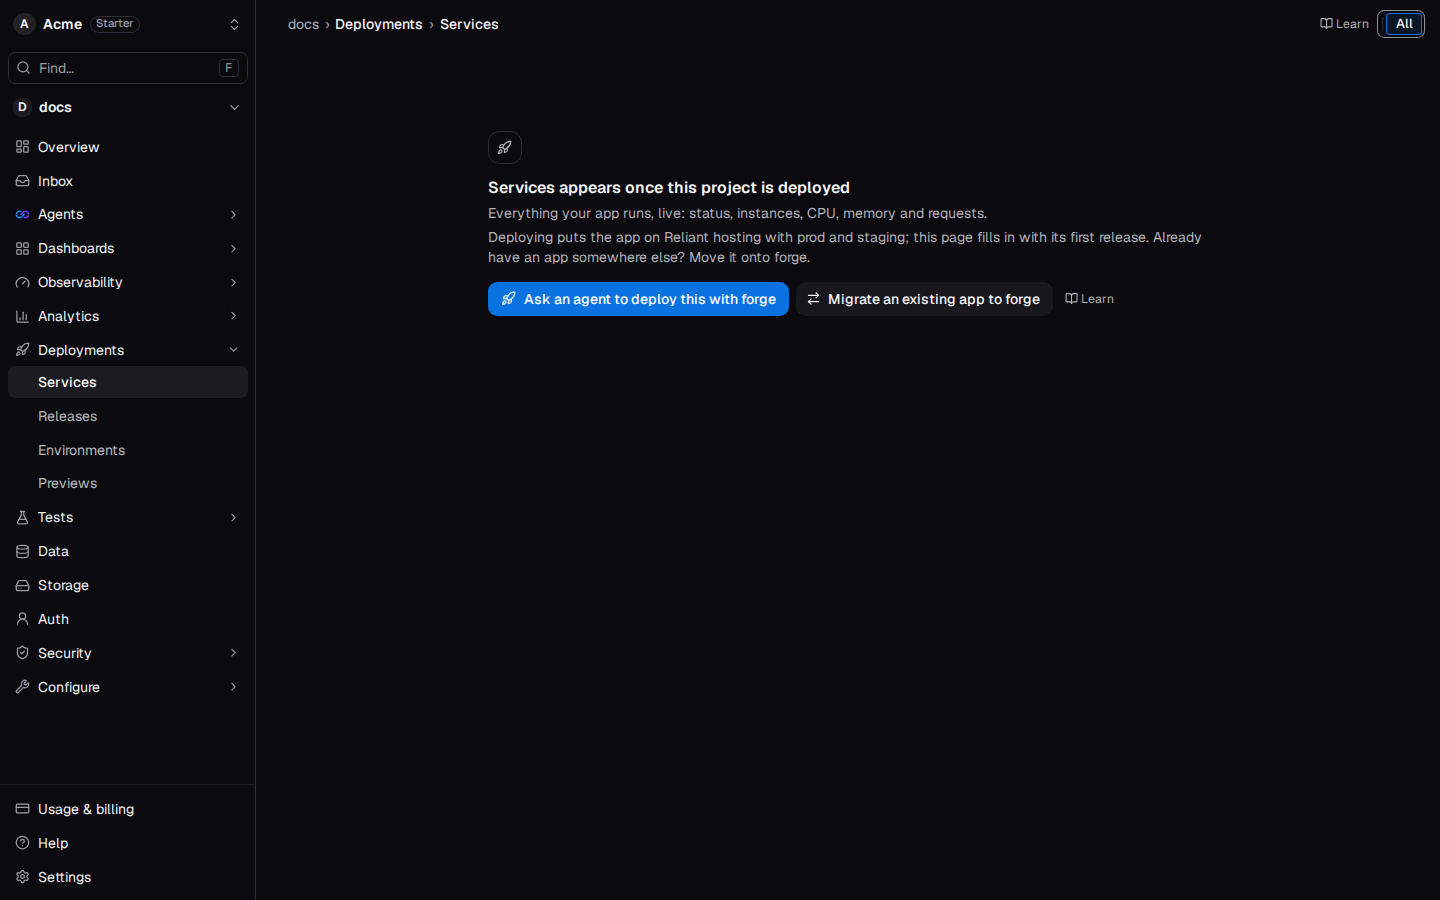 A Acme Starter
Find... F
D docs
Overview
Inbox
Agents
Dashboards
Observability
Analytics
Deployments
Services
Releases
Environments
Previews
Tests
Data
Storage
Auth
Security
Configure
Usage & billing
Help
Settings
docs › Deployments › Services
Learn All
Services appears once this project is deployed
Everything your app runs, live: status, instances, CPU, memory and requests.
Deploying puts the app on Reliant hosting with prod and staging; this page fills in with its first release. Already
have an app somewhere else? Move it onto forge.
Ask an agent to deploy this with forge Migrate an existing app to forge Learn